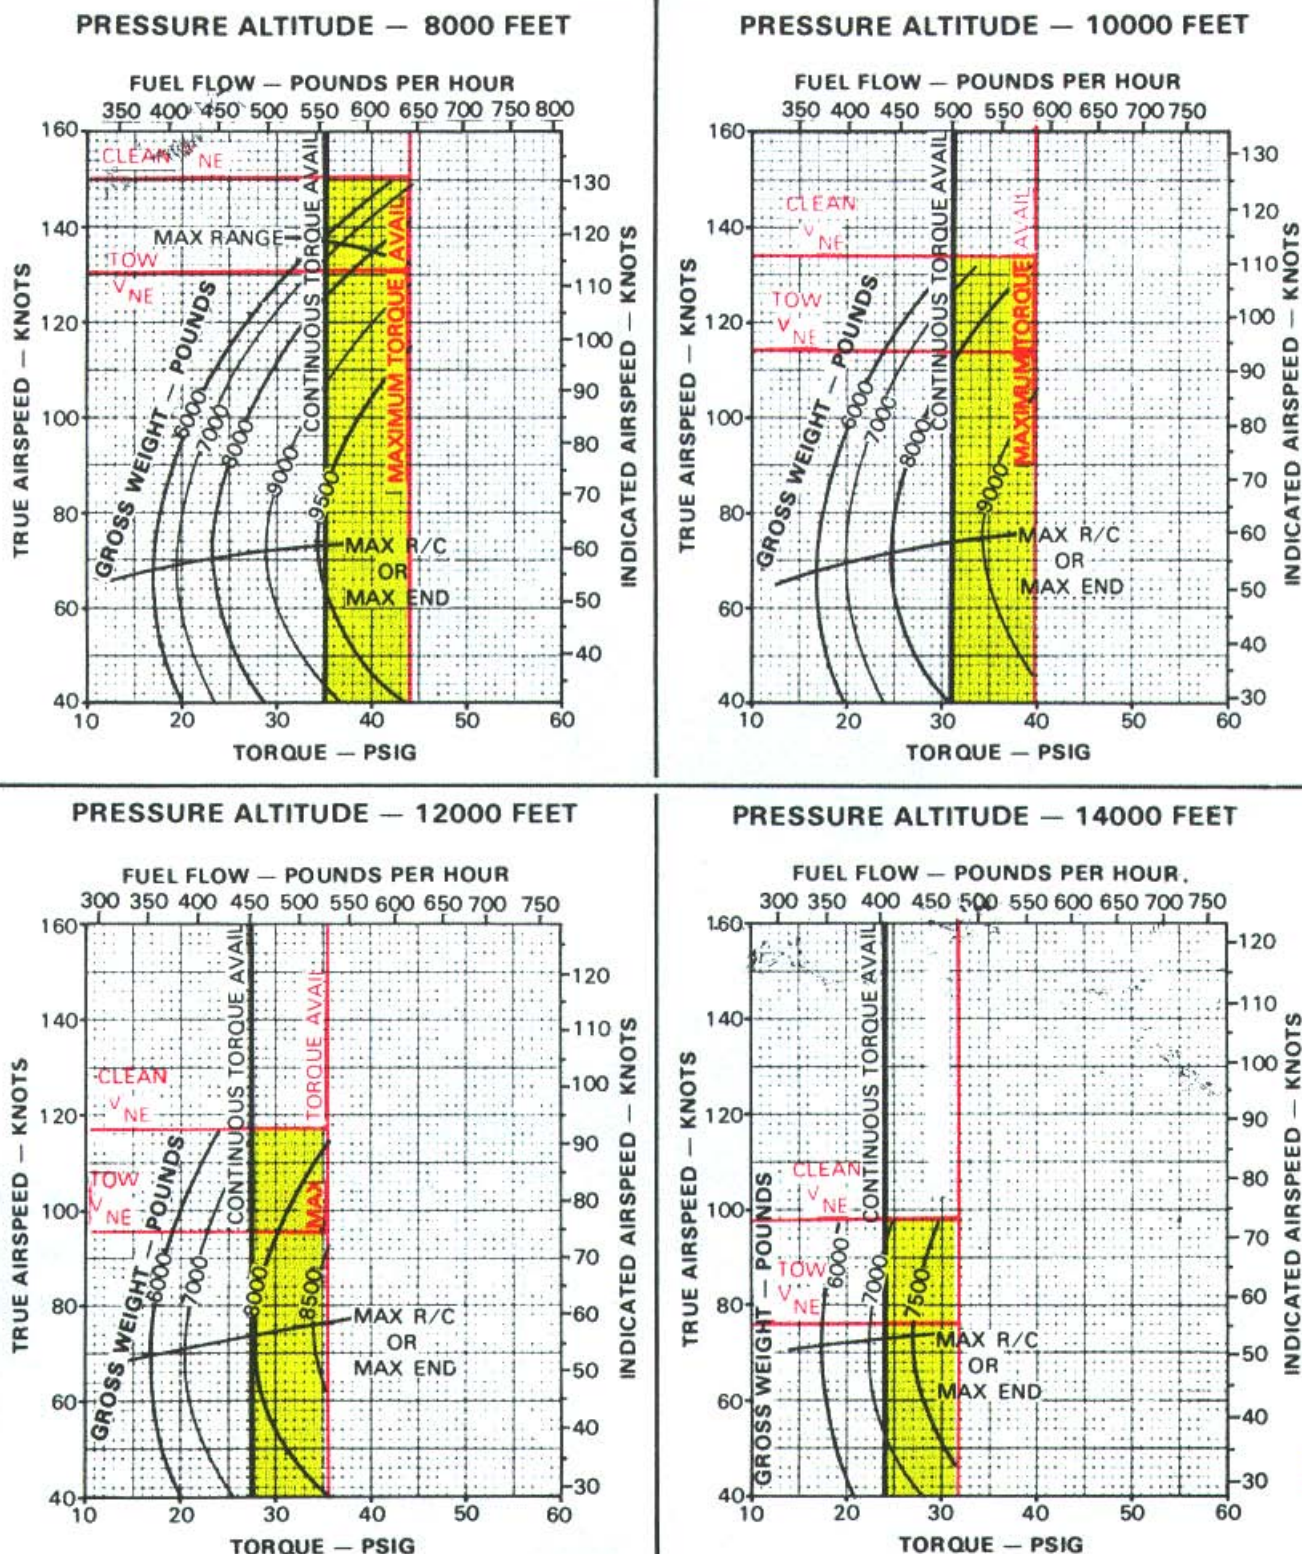 PRESSURE ALTITUDE — 8000 FEET
FUEL FLOW — POUNDS PER HOUR
350 400 450 500 550 600 640 700 750 800
160
140
120
100
80
60
40
TRUE AIRSPEED — KNOTS
CLEAN
NE
MAX RANGE
TOW
VNE
GROSS WEIGHT — POUNDS
6000
7000
8000
9000
9500
CONTINUOUS TORQUE AVAIL
MAXIMUM TORQUE AVAIL
MAX R/C
OR
MAX END
130
120
110
100
90
80
70
60
50
40
INDICATED AIRSPEED — KNOTS
10 20 30 40 50 60
TORQUE — PSIG
PRESSURE ALTITUDE — 10000 FEET
FUEL FLOW — POUNDS PER HOUR
350 400 450 500 550 600 650 700 750
160
140
120
100
80
60
40
TRUE AIRSPEED — KNOTS
CLEAN
VNE
TOW
VNE
GROSS WEIGHT — POUNDS
6000
7000
8000
9000
CONTINUOUS TORQUE AVAIL
MAXIMUM TORQUE AVAIL
MAX R/C
OR
MAX END
130
120
110
100
90
80
70
60
50
40
30
INDICATED AIRSPEED — KNOTS
10 20 30 40 50 60
TORQUE — PSIG
PRESSURE ALTITUDE — 12000 FEET
FUEL FLOW — POUNDS PER HOUR
300 350 400 450 500 550 600 650 700 750
160
140
120
100
80
60
40
TRUE AIRSPEED — KNOTS
CLEAN
VNE
TOW
VNE
GROSS WEIGHT — POUNDS
6000
7000
8000
8500
CONTINUOUS TORQUE AVAIL
MAX TORQUE AVAIL
MAX R/C
OR
MAX END
120
110
100
90
80
70
60
50
40
30
INDICATED AIRSPEED — KNOTS
10 20 30 40 50 60
TORQUE — PSIG
PRESSURE ALTITUDE — 14000 FEET
FUEL FLOW — POUNDS PER HOUR.
300 350 400 450 500 550 600 650 700 750
160
140
120
100
80
60
40
TRUE AIRSPEED — KNOTS
CLEAN
VNE
TOW
VNE
GROSS WEIGHT — POUNDS
6000
7000
7500
CONTINUOUS TORQUE AVAIL
MAX R/C
OR
MAX END
120
110
100
90
80
70
60
50
40
30
INDICATED AIRSPEED — KNOTS
10 20 30 40 50 60
TORQUE — PSIG